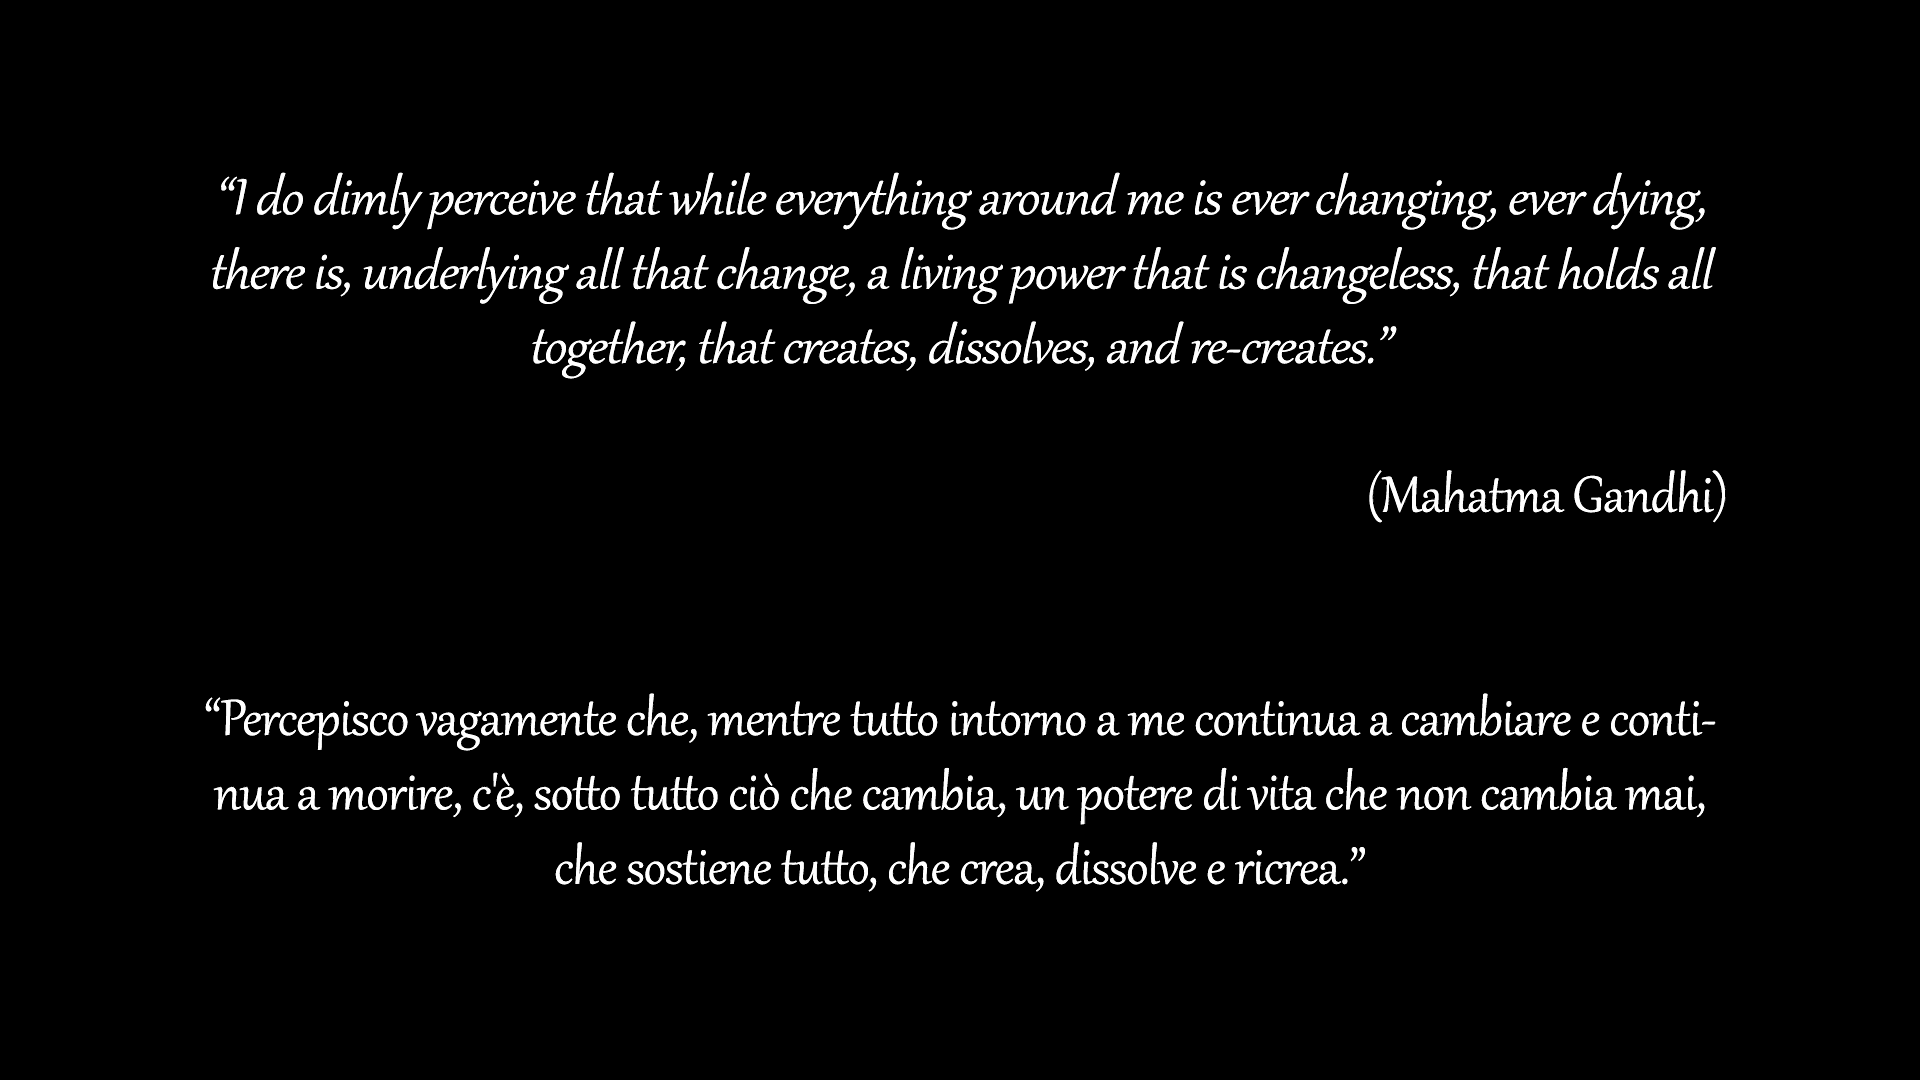 “I do dimly perceive that while everything around me is ever changing, ever dying,
there is, underlying all that change, a living power that is changeless, that holds all
together, that creates, dissolves, and re-creates.”
(Mahatma Gandhi)
“Percepisco vagamente che, mentre tutto intorno a me continua a cambiare e conti-
nua a morire, c'è, sotto tutto ciò che cambia, un potere di vita che non cambia mai,
che sostiene tutto, che crea, dissolve e ricrea.”